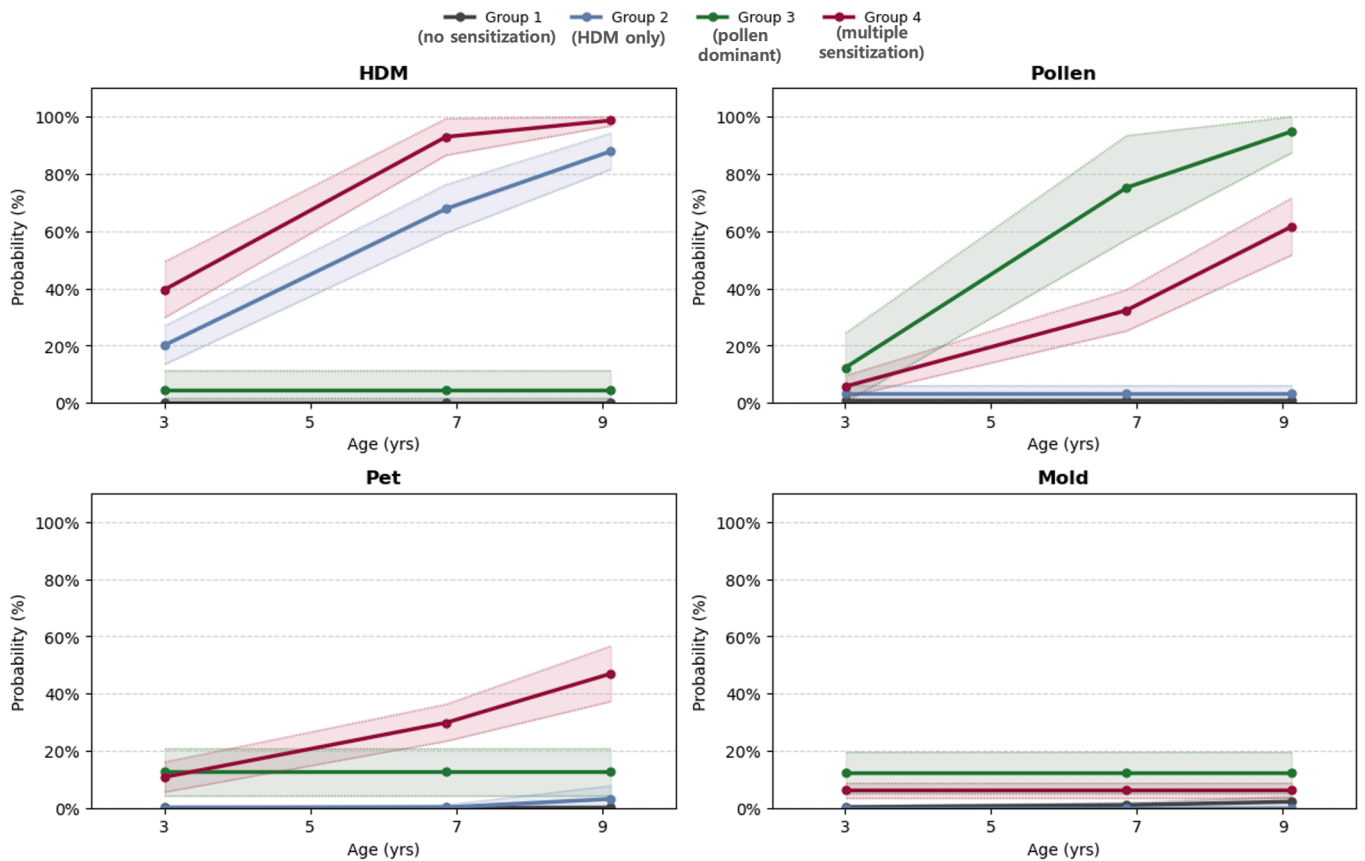 Group 1 Group 2 Group 3 Group 4
(no sensitization) (HDM only) (pollen (multiple
dominant) sensitization)
HDM
100%
80%
60%
40%
20%
0%
Probability (%)
3 5 7 9
Age (yrs)
Pollen
100%
80%
60%
40%
20%
0%
Probability (%)
3 5 7 9
Age (yrs)
Pet
100%
80%
60%
40%
20%
0%
Probability (%)
3 5 7 9
Age (yrs)
Mold
100%
80%
60%
40%
20%
0%
Probability (%)
3 5 7 9
Age (yrs)